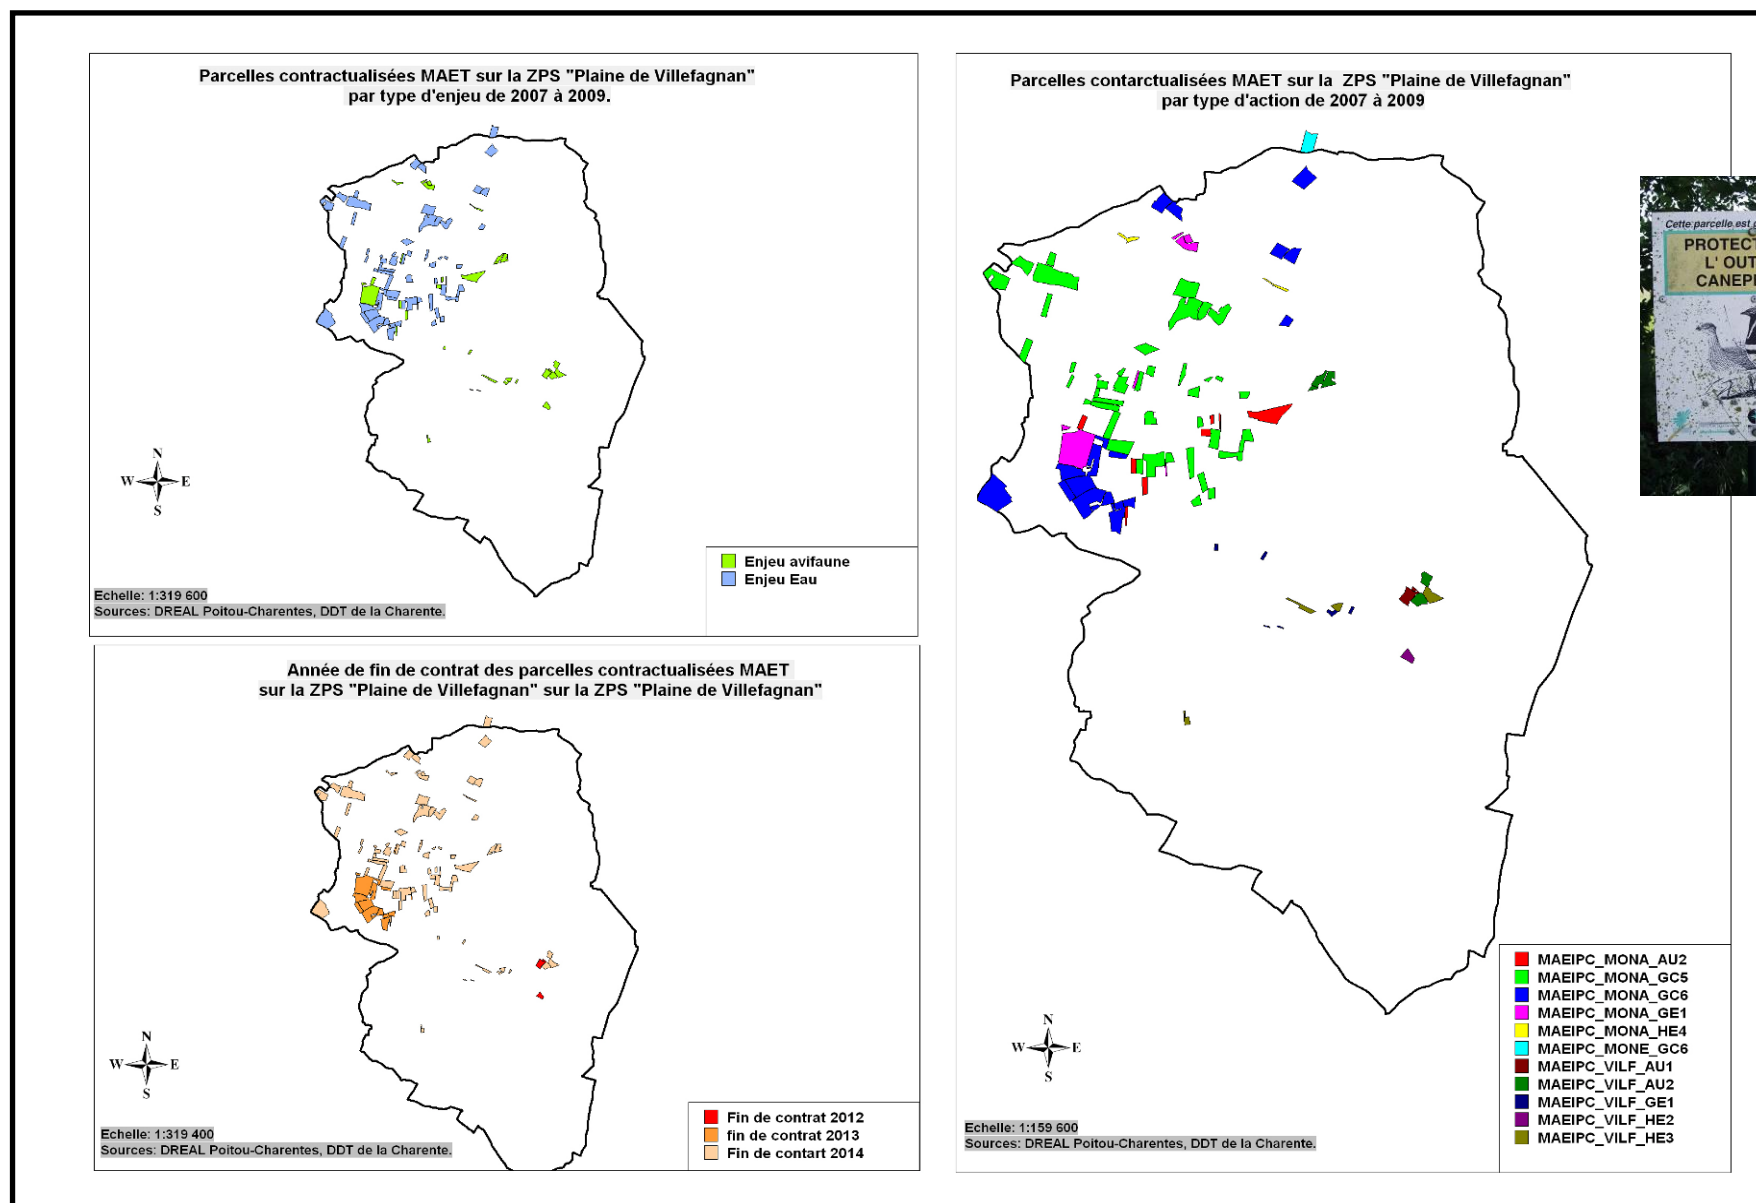 Parcelles contractualisées MAET sur la ZPS "Plaine de Villefagnan"
par type d'enjeu de 2007 à 2009.
N
W E
S
Enjeu avifaune
Enjeu Eau
Echelle: 1:319 600
Sources: DREAL Poitou-Charentes, DDT de la Charente.
Année de fin de contrat des parcelles contractualisées MAET
sur la ZPS "Plaine de Villefagnan" sur la ZPS "Plaine de Villefagnan"
N
W E
S
Fin de contrat 2012
fin de contrat 2013
Fin de contart 2014
Echelle: 1:319 400
Sources: DREAL Poitou-Charentes, DDT de la Charente.
Parcelles contarctualisées MAET sur la ZPS "Plaine de Villefagnan"
par type d'action de 2007 à 2009
Cette parcelle est
PROTECT
L' OUT
CANEP
N
W E
S
MAEIPC_MONA_AU2
MAEIPC_MONA_GC5
MAEIPC_MONA_GC6
MAEIPC_MONA_GE1
MAEIPC_MONA_HE4
MAEIPC_MONE_GC6
MAEIPC_VILF_AU1
MAEIPC_VILF_AU2
MAEIPC_VILF_GE1
MAEIPC_VILF_HE2
MAEIPC_VILF_HE3
Echelle: 1:159 600
Sources: DREAL Poitou-Charentes, DDT de la Charente.